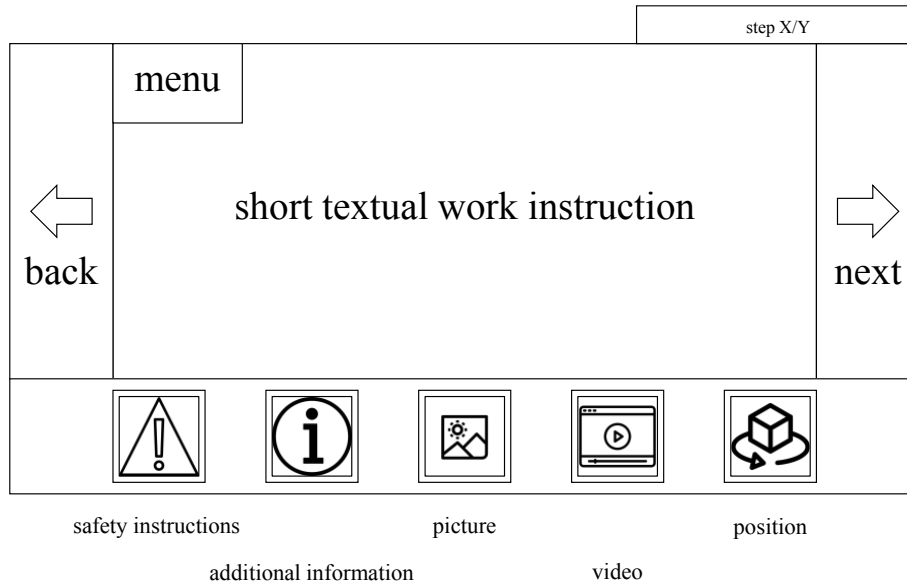 step X/Y
menu
short textual work instruction
back
next
safety instructions
picture
position
additional information
video